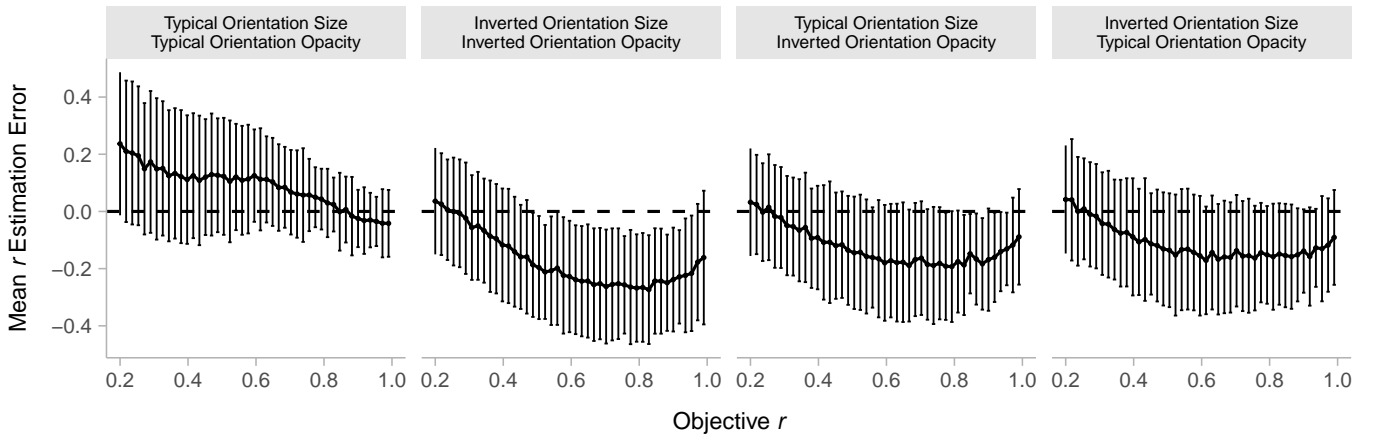 Typical Orientation Size
Typical Orientation Opacity
Inverted Orientation Size
Inverted Orientation Opacity
Typical Orientation Size
Inverted Orientation Opacity
Inverted Orientation Size
Typical Orientation Opacity
Mean r Estimation Error
0.4
0.2
0.0
−0.2
−0.4
0.2 0.4 0.6 0.8 1.0
0.2 0.4 0.6 0.8 1.0
0.2 0.4 0.6 0.8 1.0
0.2 0.4 0.6 0.8 1.0
Objective r